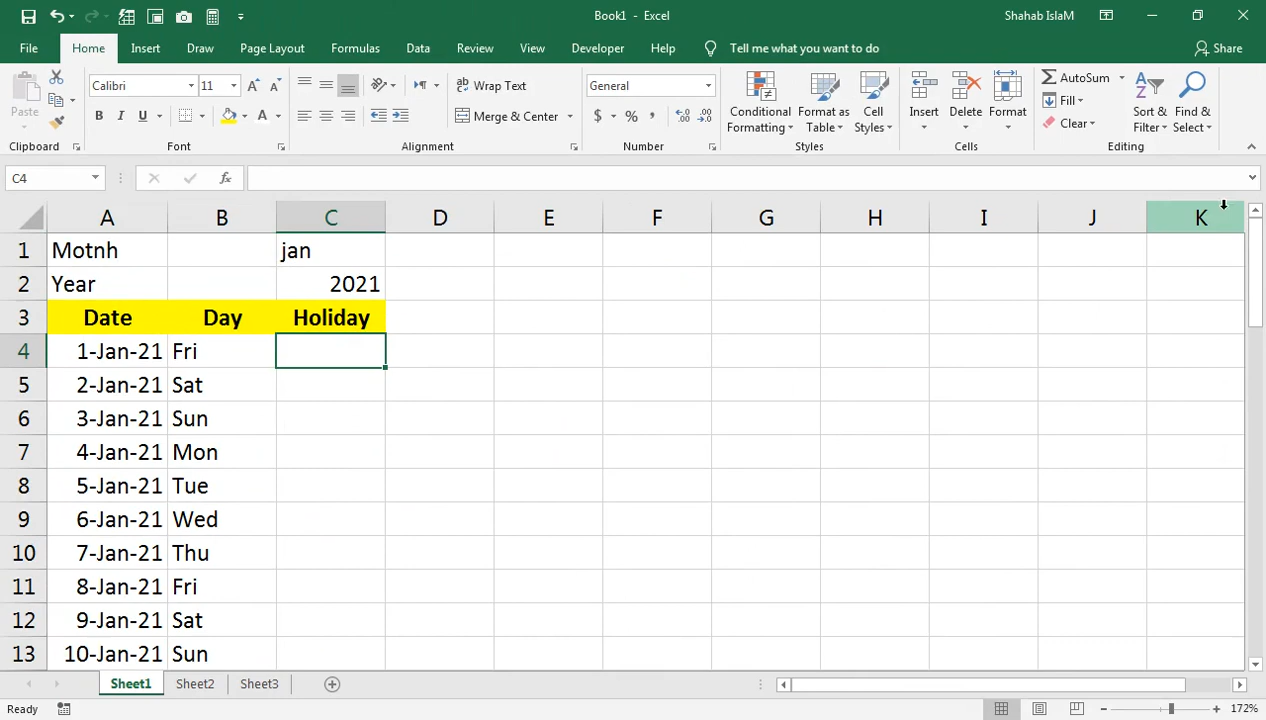 Book1 - Excel
Shahab IslaM
File Home Insert Draw Page Layout Formulas Data Review View Developer Help Tell me what you want to do Share
Paste
Clipboard
Calibri 11
B I U
A
Font
Wrap Text
Merge & Center
Alignment
General
$ % ,
Number
Conditional Formatting
Format as Table
Cell Styles
Styles
Insert
Delete
Format
Cells
AutoSum
Fill
Clear
Sort & Filter
Find & Select
Editing
C4 fx
A B C D E F G H I J K
1 Motnh jan
2 Year 2021
3 Date Day Holiday
4 1-Jan-21 Fri
5 2-Jan-21 Sat
6 3-Jan-21 Sun
7 4-Jan-21 Mon
8 5-Jan-21 Tue
9 6-Jan-21 Wed
10 7-Jan-21 Thu
11 8-Jan-21 Fri
12 9-Jan-21 Sat
13 10-Jan-21 Sun
Sheet1 Sheet2 Sheet3
Ready 172%